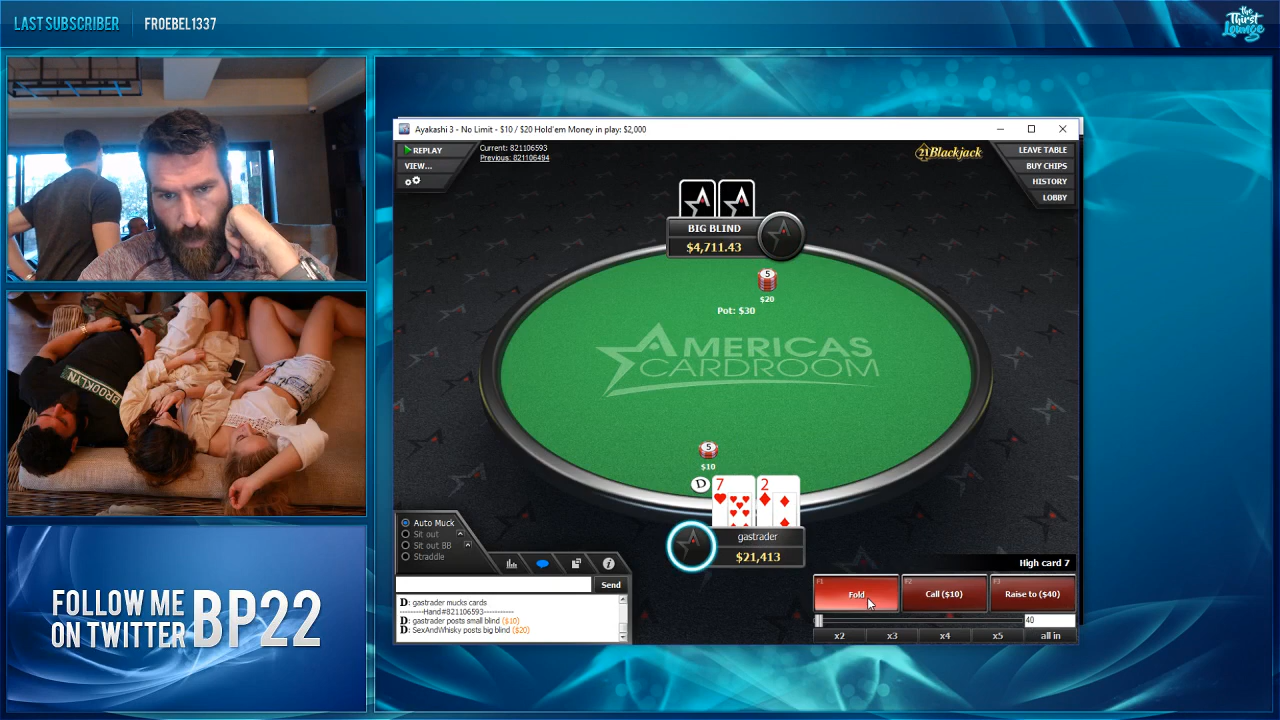 LAST SUBSCRIBER
FROEBEL1337
the
Thirst
Lounge
BROOKLYN
FOLLOW ME
ON TWITTER
BP22
Ayakashi 3 - No Limit - $10 / $20 Hold'em Money in play: $2,000
REPLAY
VIEW...
Current: 821106593
Previous: 821106494
21 Blackjack
LEAVE TABLE
BUY CHIPS
HISTORY
LOBBY
BIG BLIND
$4,711.43
5
$20
Pot: $30
AMERICAS
CARDROOM
5
$10
D
7
2
gastrader
$21,413
Auto Muck
Sit out
Sit out BB
Straddle
Send
D: gastrader mucks cards
---------Hand#821106593-----------
D: gastrader posts small blind ($10)
D: SexAndWhisky posts big blind ($20)
High card 7
F1
Fold
F2
Call ($10)
F3
Raise to ($40)
40
x2
x3
x4
x5
all in